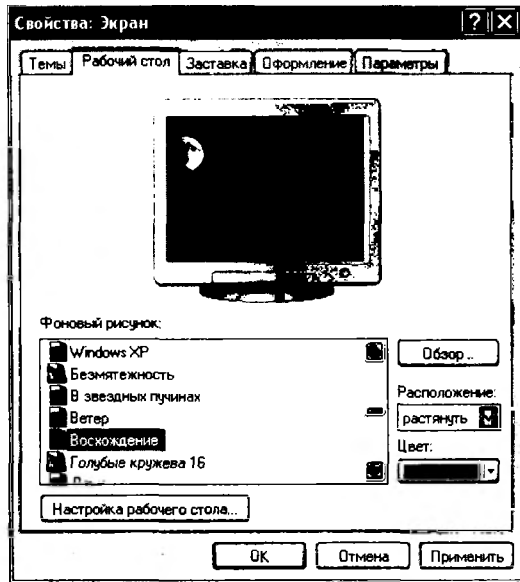 Свойства: Экран
Темы Рабочий стол Заставка Оформление Параметры
Фоновый рисунок:
Windows XP
Безмятежность
В звездных пучинах
Ветер
Восхождение
Голубые кружева 16
Обзор...
Расположение:
растянуть
Цвет:
Настройка рабочего стола...
ОК Отмена Применить